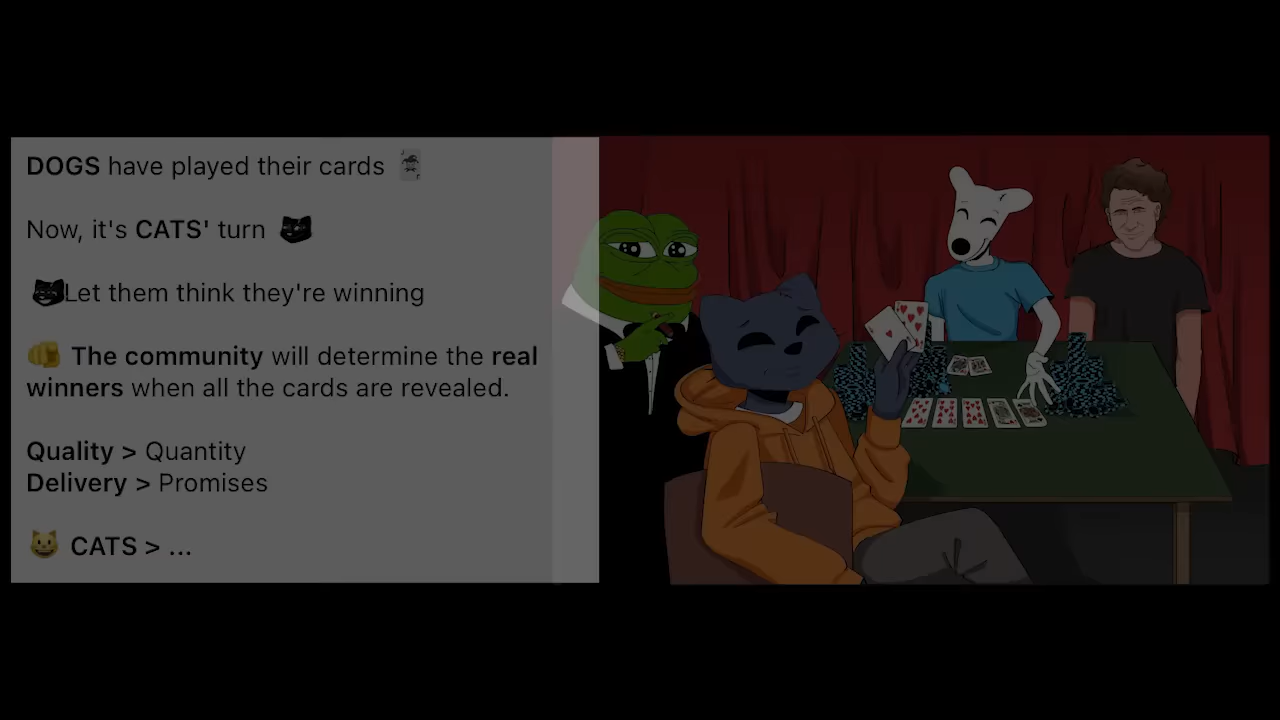 DOGS have played their cards 🃏
Now, it's CATS' turn 🐱
🐱Let them think they're winning
🫵 The community will determine the real
winners when all the cards are revealed.
Quality > Quantity
Delivery > Promises
😺 CATS > ...